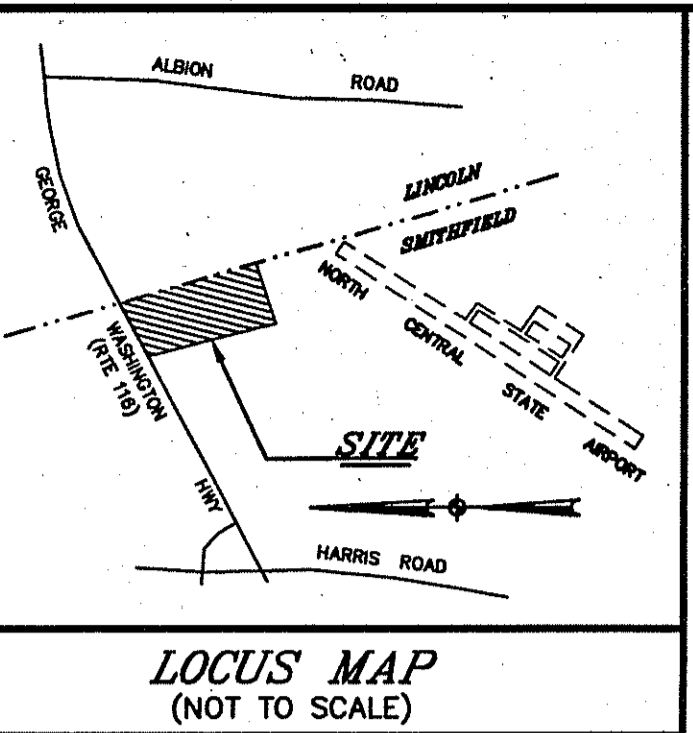 ALBION ROAD
GEORGE
LINCOLN
SMITHFIELD
NORTH
CENTRAL
STATE
AIRPORT
WASHINGTON
(RTE 116)
SITE
HWY
HARRIS ROAD
LOCUS MAP
(NOT TO SCALE)